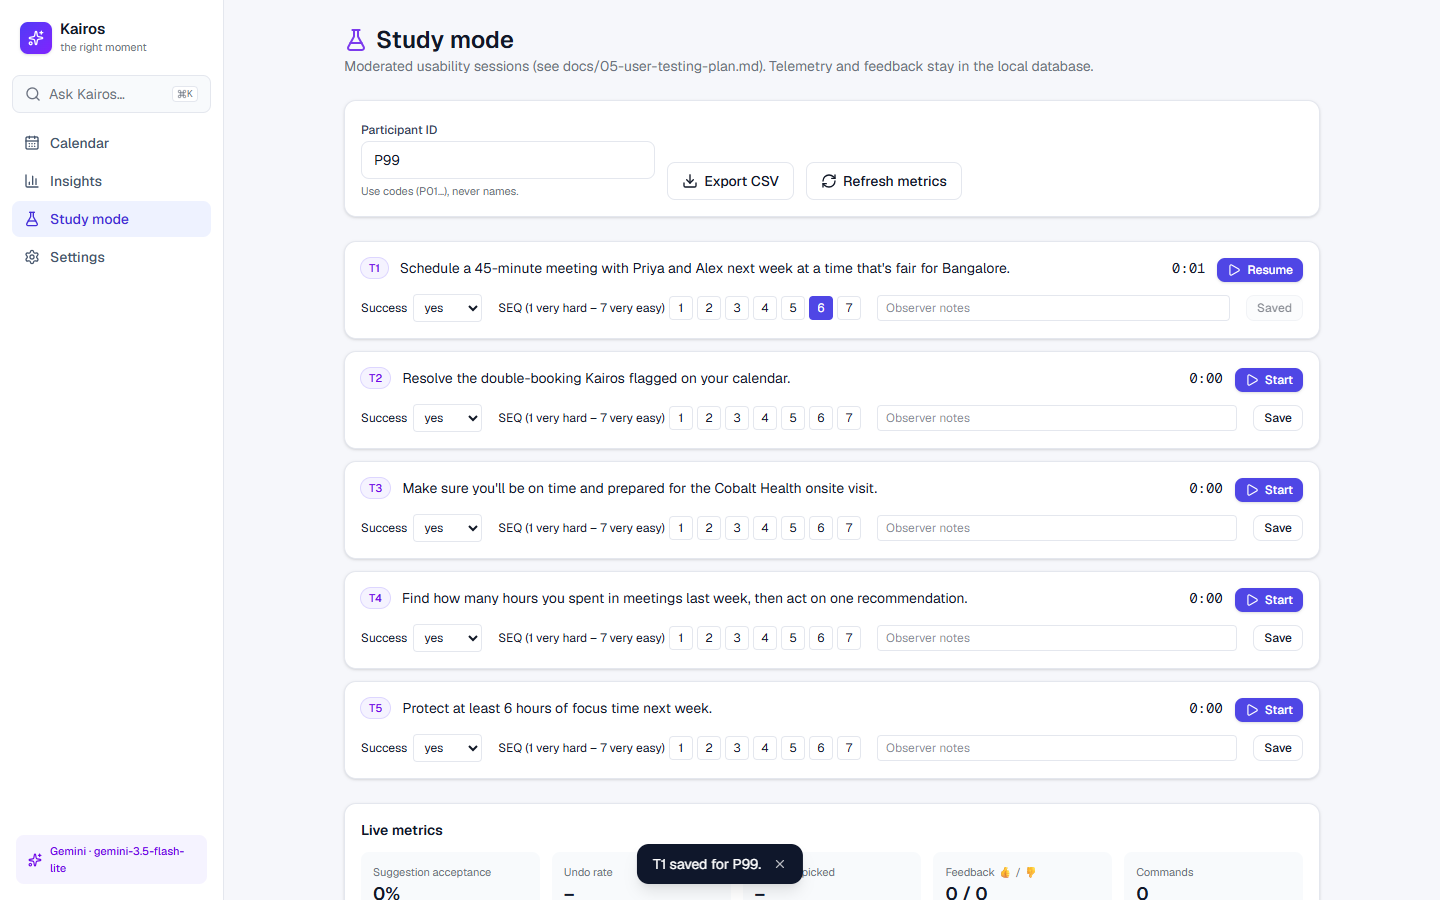 Kairos
the right moment
Ask Kairos... ⌘K
Calendar
Insights
Study mode
Settings
Gemini · gemini-3.5-flash-
lite
Study mode
Moderated usability sessions (see docs/05-user-testing-plan.md). Telemetry and feedback stay in the local database.
Participant ID
P99
Export CSV
Refresh metrics
Use codes (P01...), never names.
T1 Schedule a 45-minute meeting with Priya and Alex next week at a time that's fair for Bangalore. 0:01 Resume
Success yes SEQ (1 very hard – 7 very easy) 1 2 3 4 5 6 7 Observer notes Saved
T2 Resolve the double-booking Kairos flagged on your calendar. 0:00 Start
Success yes SEQ (1 very hard – 7 very easy) 1 2 3 4 5 6 7 Observer notes Save
T3 Make sure you'll be on time and prepared for the Cobalt Health onsite visit. 0:00 Start
Success yes SEQ (1 very hard – 7 very easy) 1 2 3 4 5 6 7 Observer notes Save
T4 Find how many hours you spent in meetings last week, then act on one recommendation. 0:00 Start
Success yes SEQ (1 very hard – 7 very easy) 1 2 3 4 5 6 7 Observer notes Save
T5 Protect at least 6 hours of focus time next week. 0:00 Start
Success yes SEQ (1 very hard – 7 very easy) 1 2 3 4 5 6 7 Observer notes Save
Live metrics
Suggestion acceptance Undo rate picked Feedback 👍 / 👎 Commands
0% – – 0 / 0 0
T1 saved for P99. ×